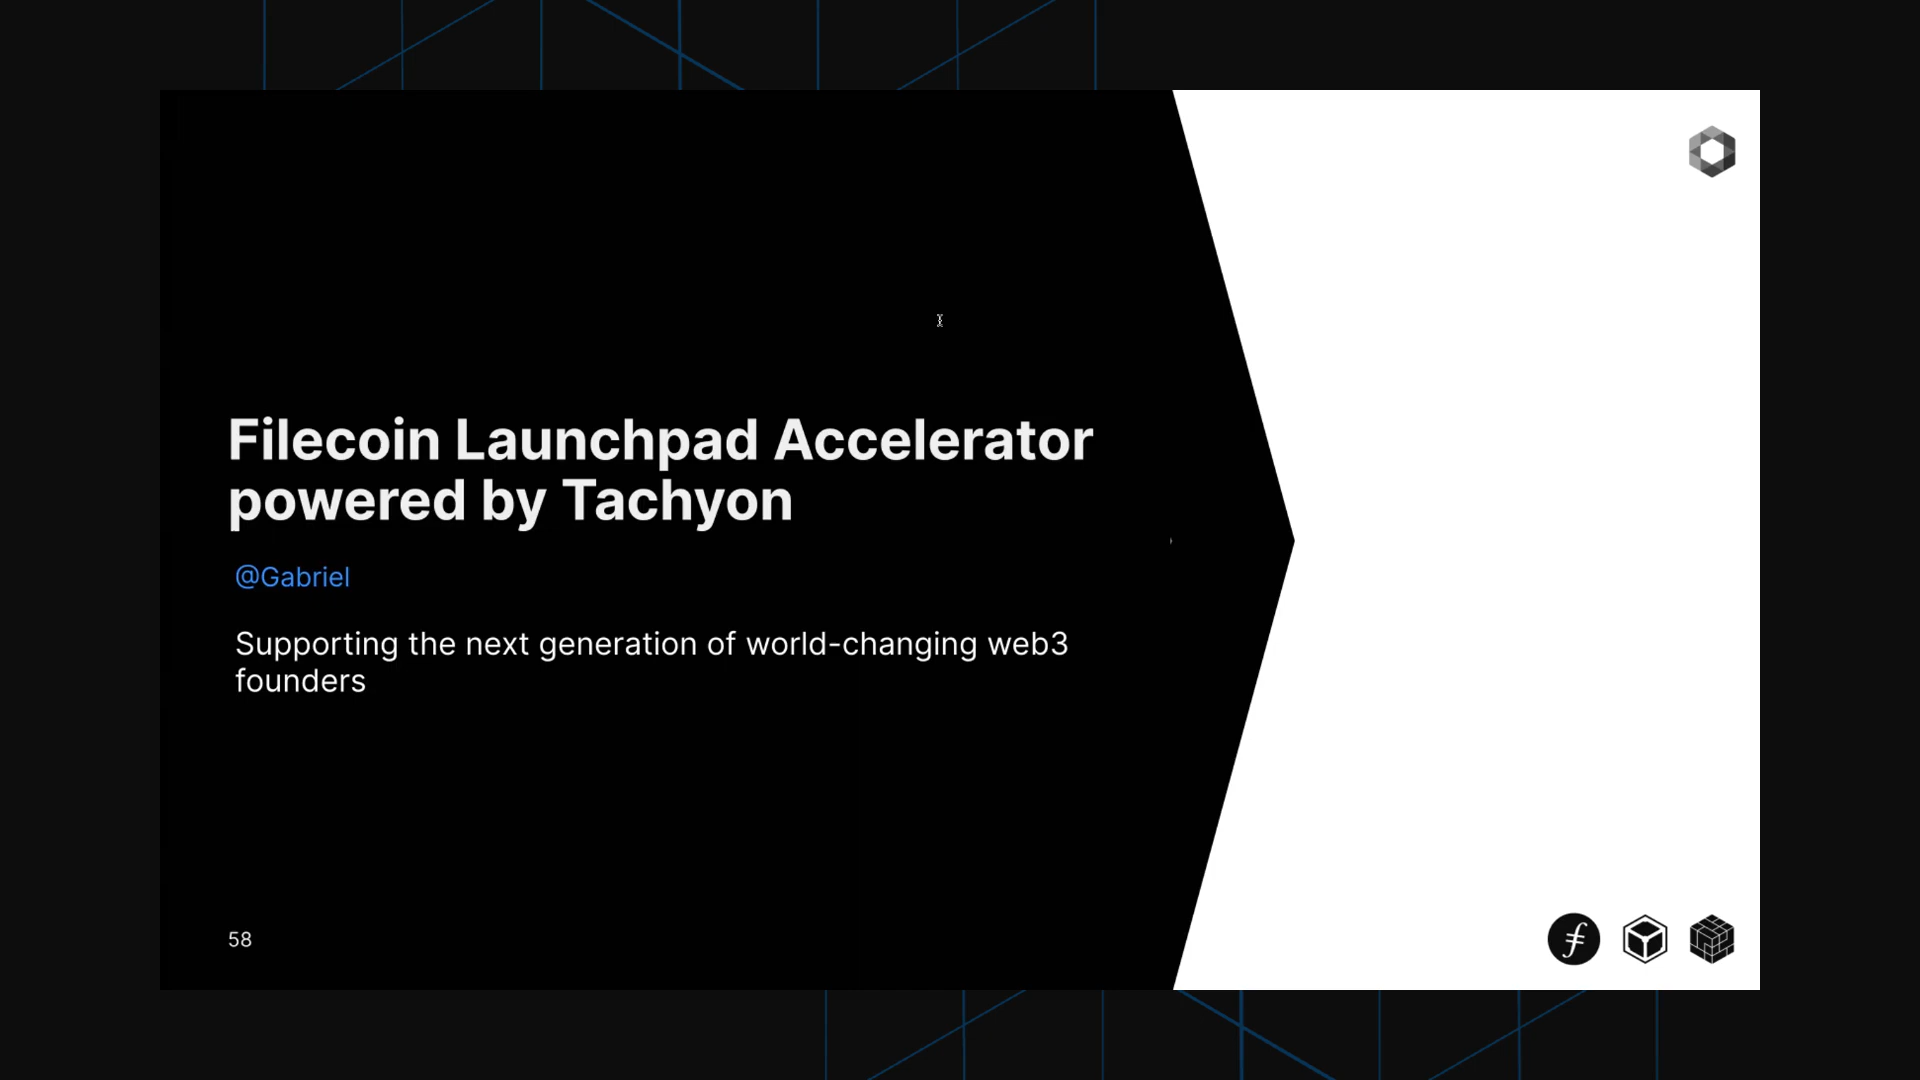 Filecoin Launchpad Accelerator
powered by Tachyon
@Gabriel
Supporting the next generation of world-changing web3
founders
58